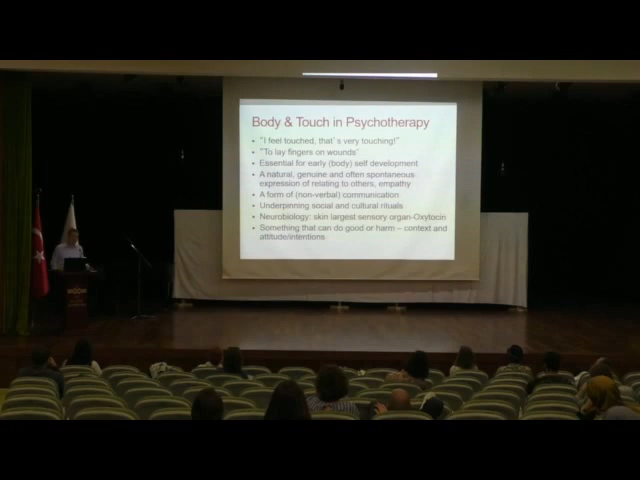 Body & Touch in Psychotherapy
• "I feel touched, that's very touching!"
• "To lay fingers on wounds"
• Essential for early (body) self development
• A natural, genuine and often spontaneous
expression of relating to others, empathy
• A form of (non-verbal) communication
• Underpinning social and cultural rituals
• Neurobiology: skin largest sensory organ-Oxytocin
• Something that can do good or harm – context and
attitude/intentions